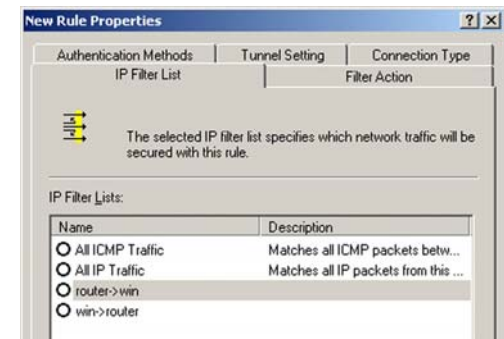 New Rule Properties
Authentication Methods Tunnel Setting Connection Type
IP Filter List Filter Action
The selected IP filter list specifies which network traffic will be
secured with this rule.
IP Filter Lists:
Name Description
All ICMP Traffic Matches all ICMP packets betw...
All IP Traffic Matches all IP packets from this ...
router->win
win->router